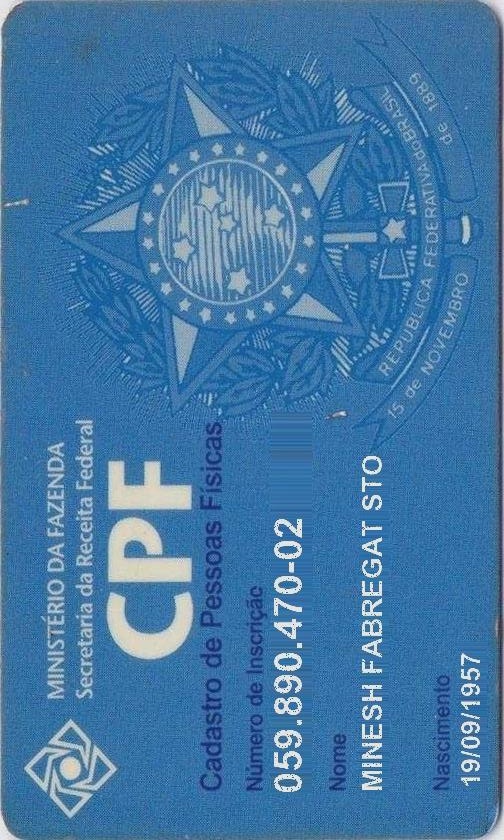 MINISTÉRIO DA FAZENDA
Secretaria da Receita Federal
CPF
Cadastro de Pessoas Físicas
Número de Inscrição
059.890.470-02
Nome
MINESH FABREGAT STO
Nascimento
19/09/1957
REPÚBLICA FEDERATIVA do BRASIL
15 de NOVEMBRO de 1889